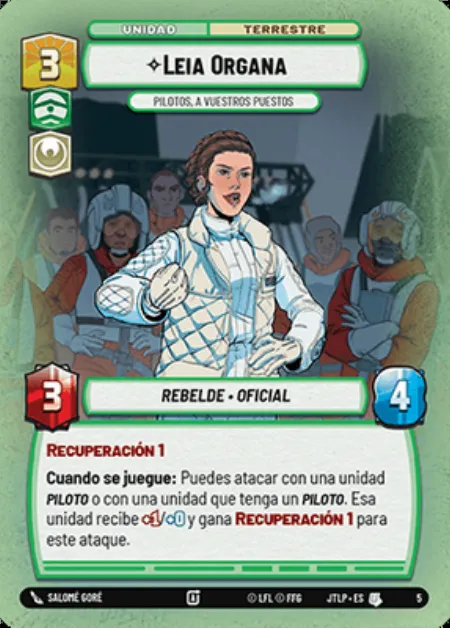 UNIDAD
TERRESTRE
3
LEIA ORGANA
PILOTOS, A VUESTROS PUESTOS
3
REBELDE • OFICIAL
4
RECUPERACIÓN 1
Cuando se juegue: Puedes atacar con una unidad
PILOTO o con una unidad que tenga un PILOTO. Esa
unidad recibe +1/+0 y gana RECUPERACIÓN 1 para
este ataque.
SALOMÉ GORÉ
© LFL © FFG
JTLP • ES
5